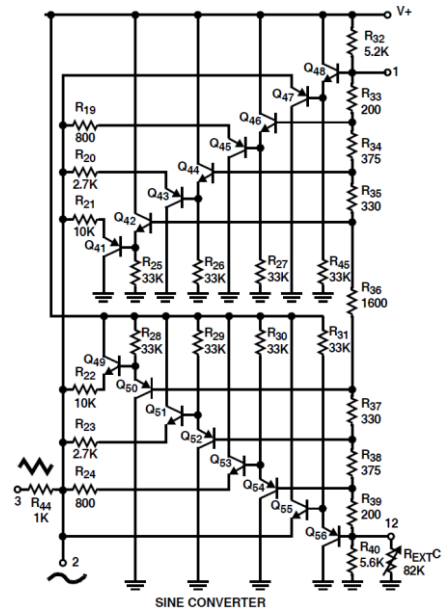 V+
R32
5.2K
Q48
1
Q47
R33
200
R19
800
Q46
R34
375
Q45
R20
2.7K
Q44
R35
330
Q43
R21
10K
Q42
Q41
R25
33K
R26
33K
R27
33K
R45
33K
R36
1600
R28
33K
R29
33K
R30
33K
R31
33K
Q49
R22
10K
Q50
R37
330
Q51
R23
2.7K
Q52
R38
375
Q53
R24
800
Q54
R39
200
3
R44
1K
Q55
12
Q56
R40
5.6K
REXTC
82K
2
SINE CONVERTER